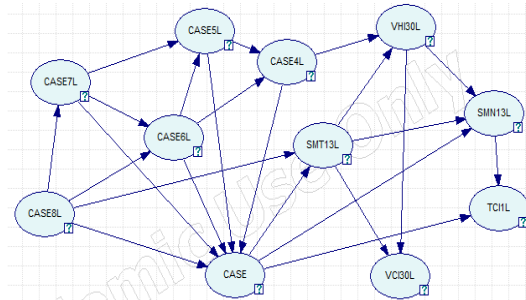 CASE5L
VHI30L
CASE4L
CASE7L
SMN13L
CASE6L
SMT13L
TCI1L
CASE8L
CASE
VCI30L